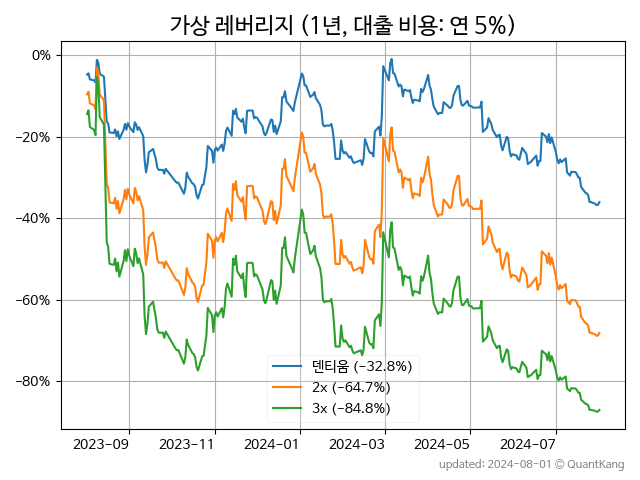 가상 레버리지 (1년, 대출 비용: 연 5%)
0%
−20%
−40%
−60%
−80%
덴티움 (−32.8%)
2x (−64.7%)
3x (−84.8%)
2023-09 2023-11 2024-01 2024-03 2024-05 2024-07
updated: 2024-08-01 © QuantKang